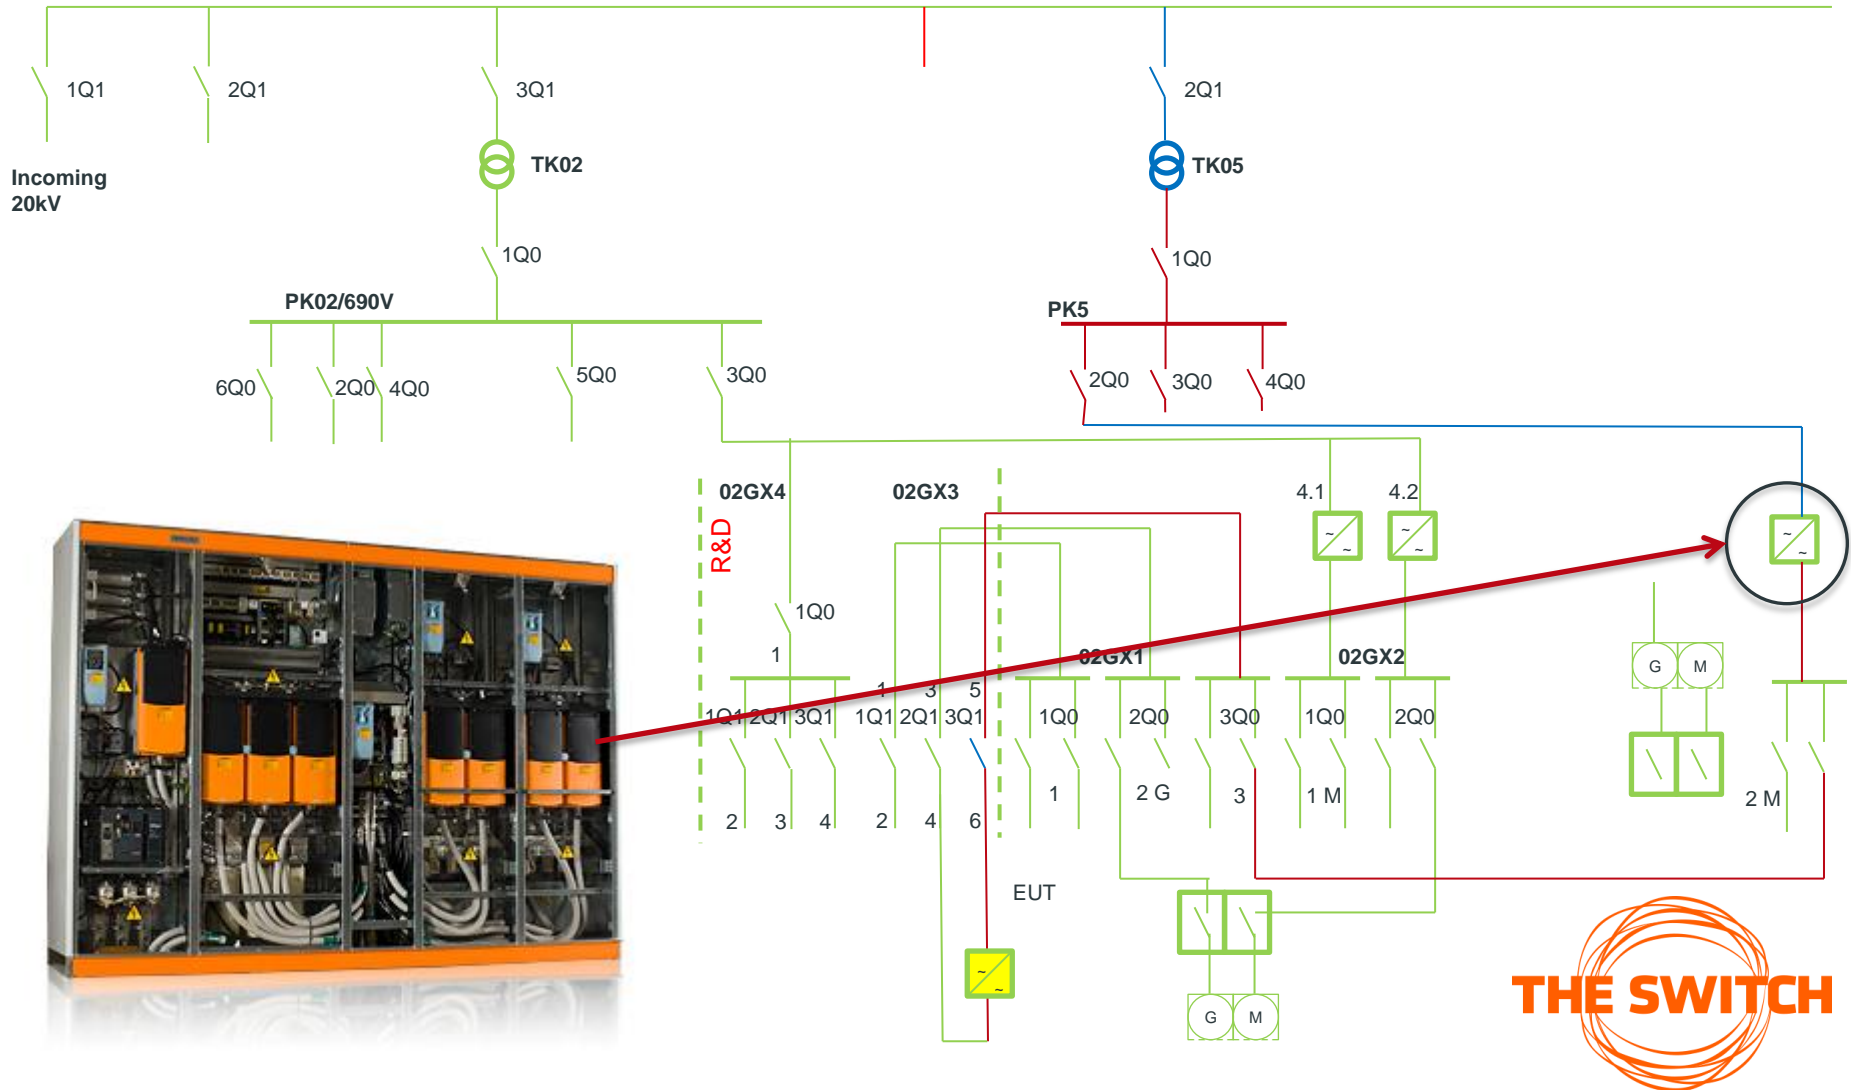 1Q1
2Q1
3Q1
2Q1
Incoming
20kV
TK02
TK05
1Q0
1Q0
PK02/690V
PK5
6Q0
2Q0
4Q0
5Q0
3Q0
2Q0
3Q0
4Q0
02GX4
02GX3
4.1
4.2
R&D
~
~
~
~
~
~
1Q0
1
02GX1
02GX2
G
M
1
3
5
1Q1
2Q1
3Q1
1Q1
2Q1
3Q1
1Q0
2Q0
3Q0
1Q0
2Q0
1
2 G
3
1 M
2 M
2
3
4
2
4
6
EUT
~
~
G
M
THE SWITCH